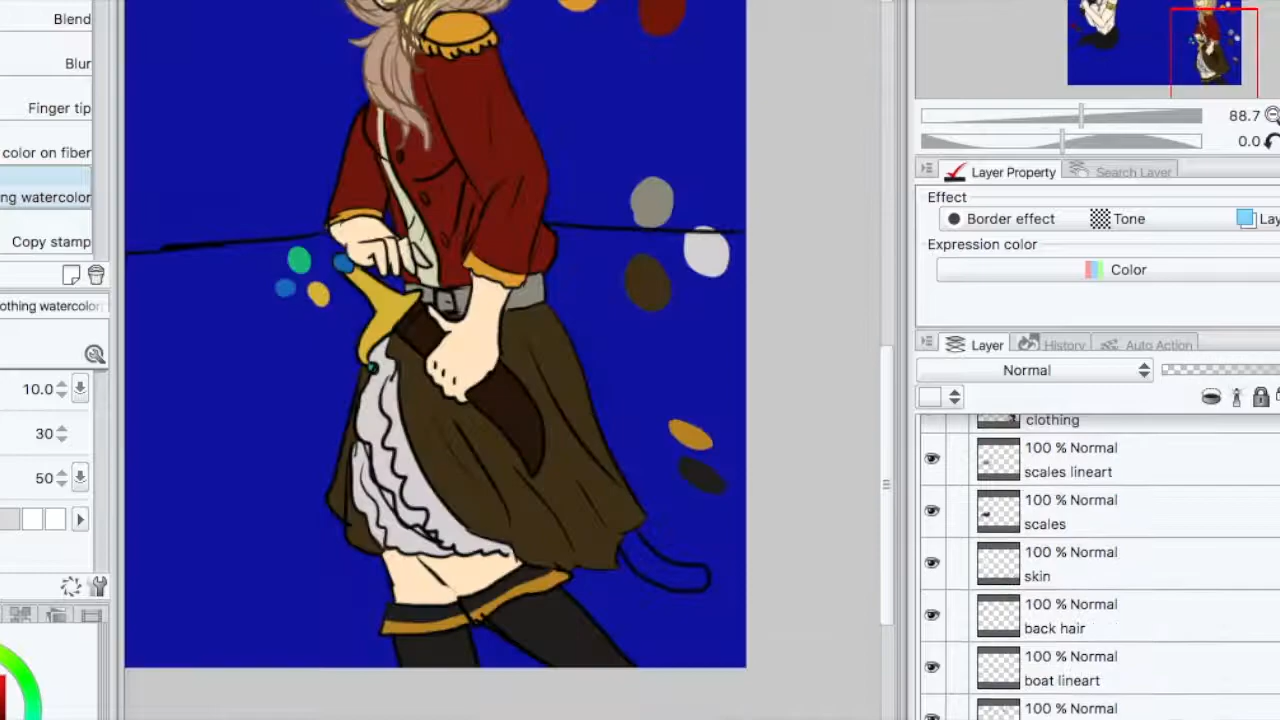 Blend
Blur
Finger tip
color on fiber
ng watercolor
Copy stamp
othing watercolor
10.0
30
50
88.7
0.0
Layer Property
Search Layer
Effect
Border effect
Tone
Lay
Expression color
Color
Layer
History
Auto Action
Normal
clothing
100 % Normal
scales lineart
100 % Normal
scales
100 % Normal
skin
100 % Normal
back hair
100 % Normal
boat lineart
100 % Normal